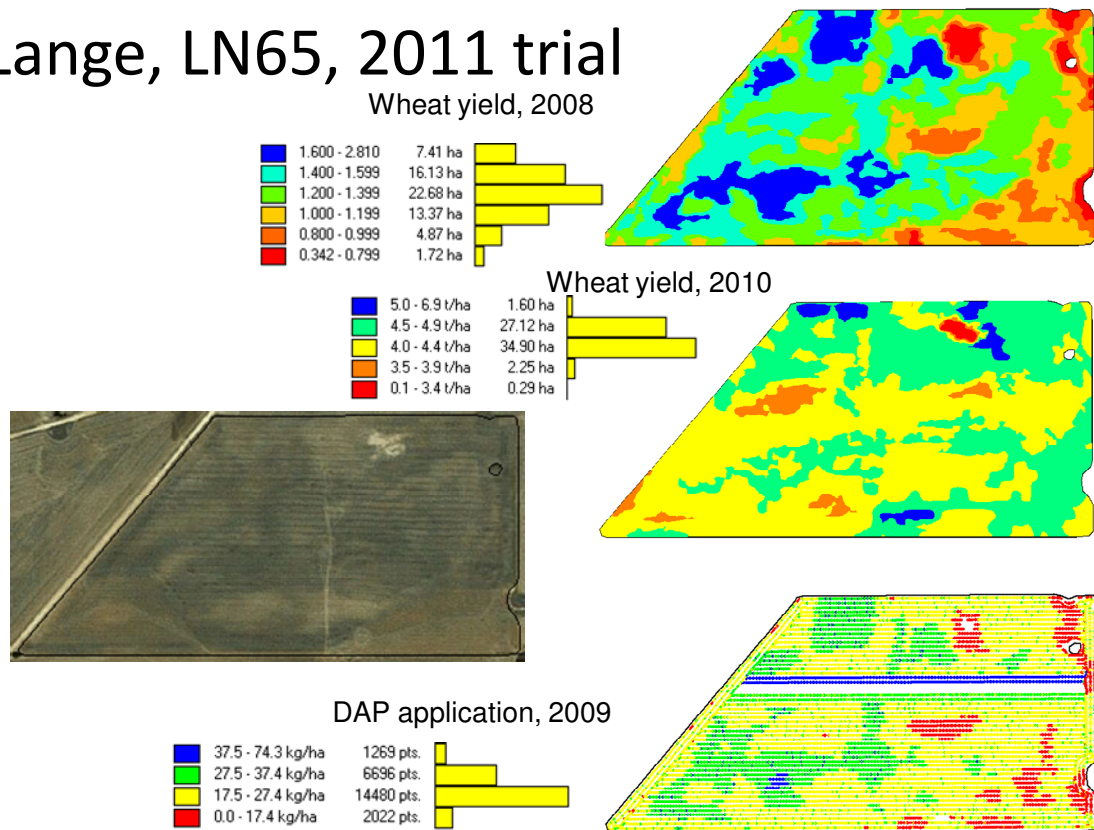 Lange, LN65, 2011 trial
Wheat yield, 2008
1.600 - 2.810 7.41 ha
1.400 - 1.599 16.13 ha
1.200 - 1.399 22.68 ha
1.000 - 1.199 13.37 ha
0.800 - 0.999 4.87 ha
0.342 - 0.799 1.72 ha
Wheat yield, 2010
5.0 - 6.9 t/ha 1.60 ha
4.5 - 4.9 t/ha 27.12 ha
4.0 - 4.4 t/ha 34.90 ha
3.5 - 3.9 t/ha 2.25 ha
0.1 - 3.4 t/ha 0.29 ha
DAP application, 2009
37.5 - 74.3 kg/ha 1269 pts.
27.5 - 37.4 kg/ha 6696 pts.
17.5 - 27.4 kg/ha 14480 pts.
0.0 - 17.4 kg/ha 2022 pts.